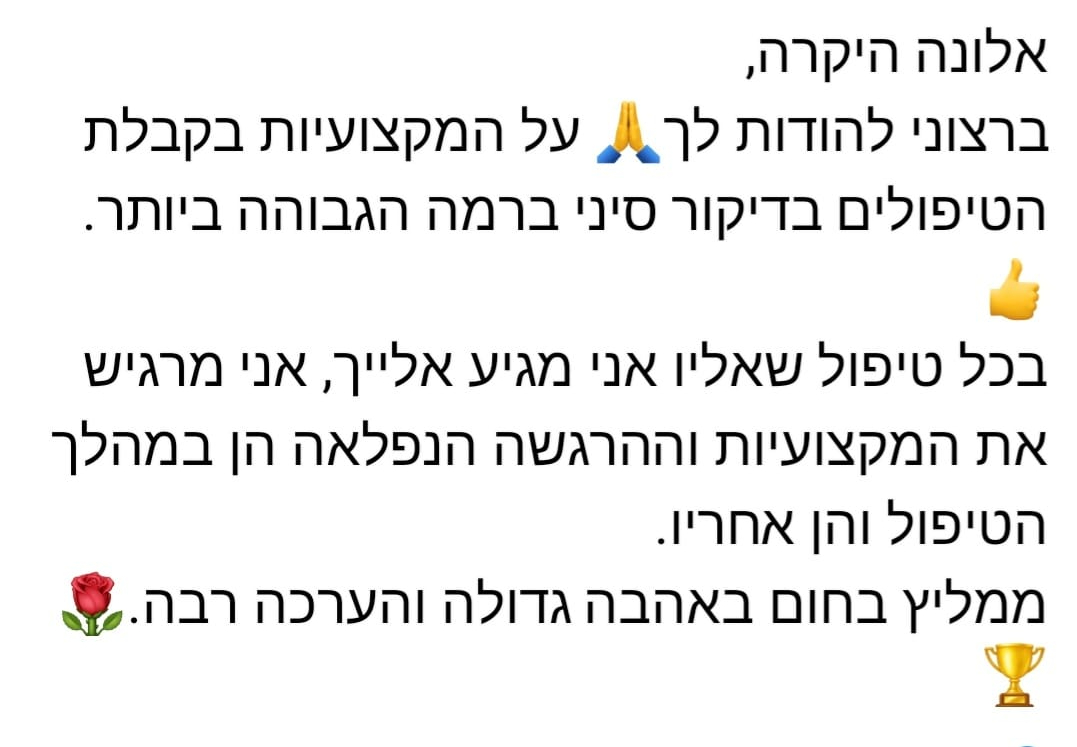 אלונה היקרה,
ברצוני להודות לך🙏 על המקצועיות בקבלת
הטיפולים בדיקור סיני ברמה הגבוהה ביותר.
👍
בכל טיפול שאליו אני מגיע אלייך, אני מרגיש
את המקצועיות וההרגשה הנפלאה הן במהלך
הטיפול והן אחריו.
ממליץ בחום באהבה גדולה והערכה רבה.🌹
🏆